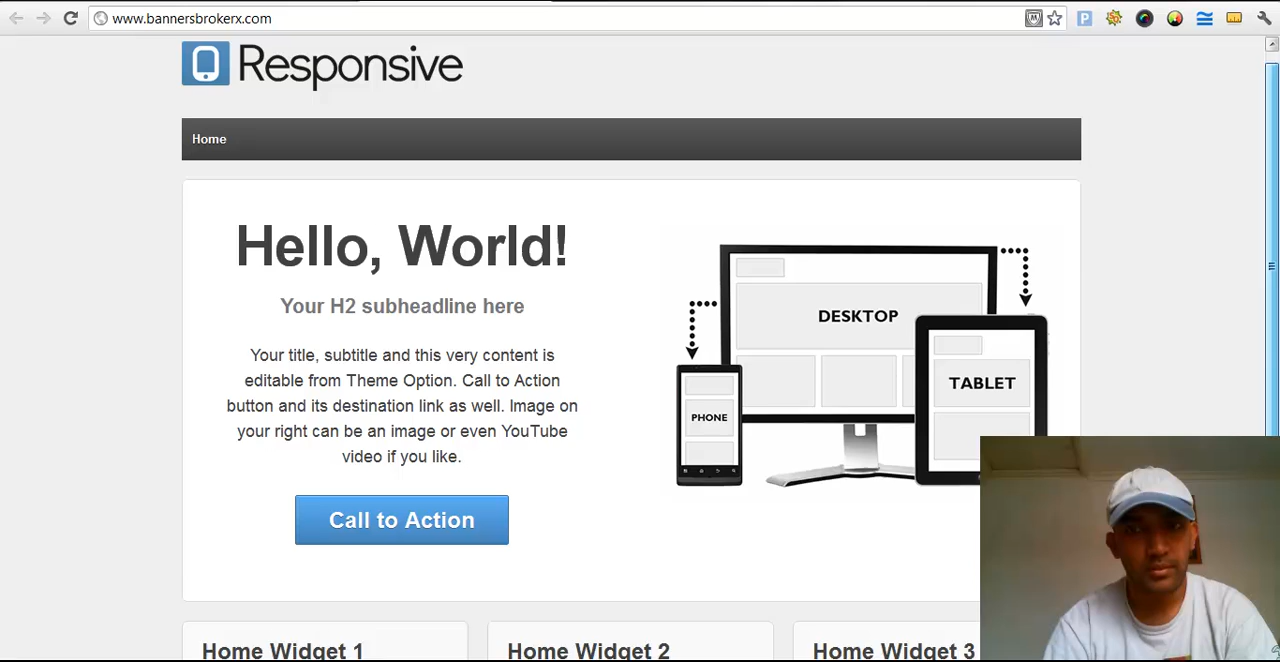 www.bannersbrokerx.com
Responsive
Home
Hello, World!
Your H2 subheadline here
Your title, subtitle and this very content is
editable from Theme Option. Call to Action
button and its destination link as well. Image on
your right can be an image or even YouTube
video if you like.
Call to Action
DESKTOP
TABLET
PHONE
Home Widget 1
Home Widget 2
Home Widget 3